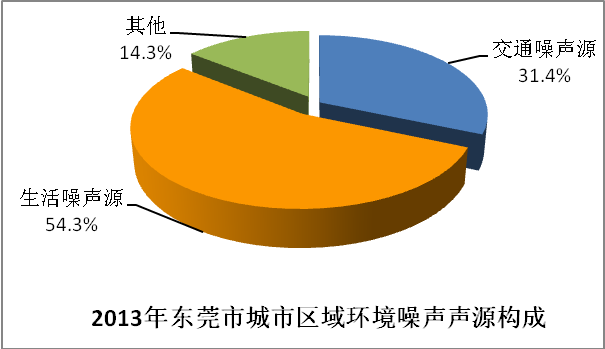 其他
14.3%
交通噪声源
31.4%
生活噪声源
54.3%
2013年东莞市城市区域环境噪声声源构成